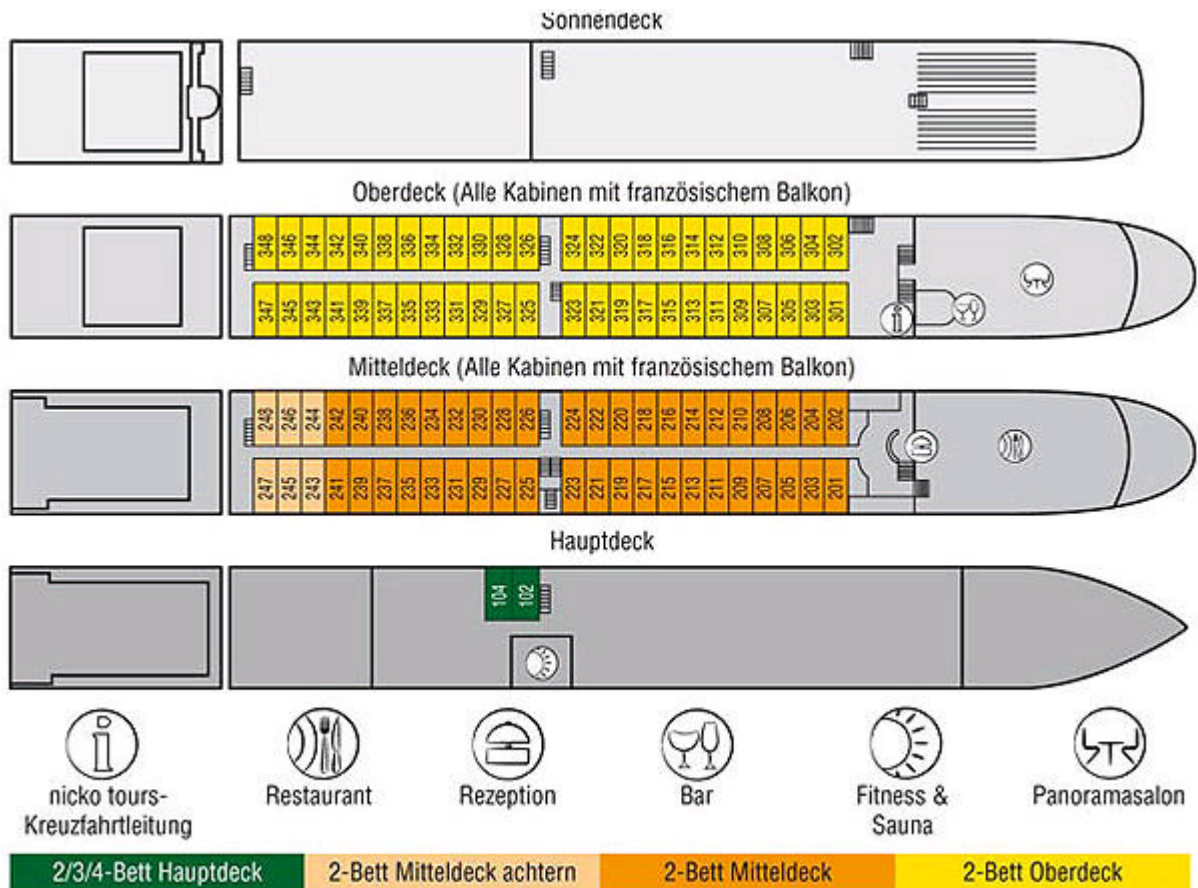 Sonnendeck
Oberdeck (Alle Kabinen mit französischem Balkon)
348 346 344 342 340 338 336 334 332 330 328 326 324 322 320 318 316 314 312 310 308 306 304 302
347 345 343 341 339 337 335 333 331 329 327 325 323 321 319 317 315 313 311 309 307 305 303 301
Mitteldeck (Alle Kabinen mit französischem Balkon)
248 246 244 242 240 238 236 234 232 230 228 226 224 222 220 218 216 214 212 210 208 206 204 202
247 245 243 241 239 237 235 233 231 229 227 225 223 221 219 217 215 213 211 209 207 205 203 201
Hauptdeck
104 102
nicko tours-
Kreuzfahrtleitung
Restaurant
Rezeption
Bar
Fitness &
Sauna
Panoramasalon
2/3/4-Bett Hauptdeck
2-Bett Mitteldeck achtern
2-Bett Mitteldeck
2-Bett Oberdeck